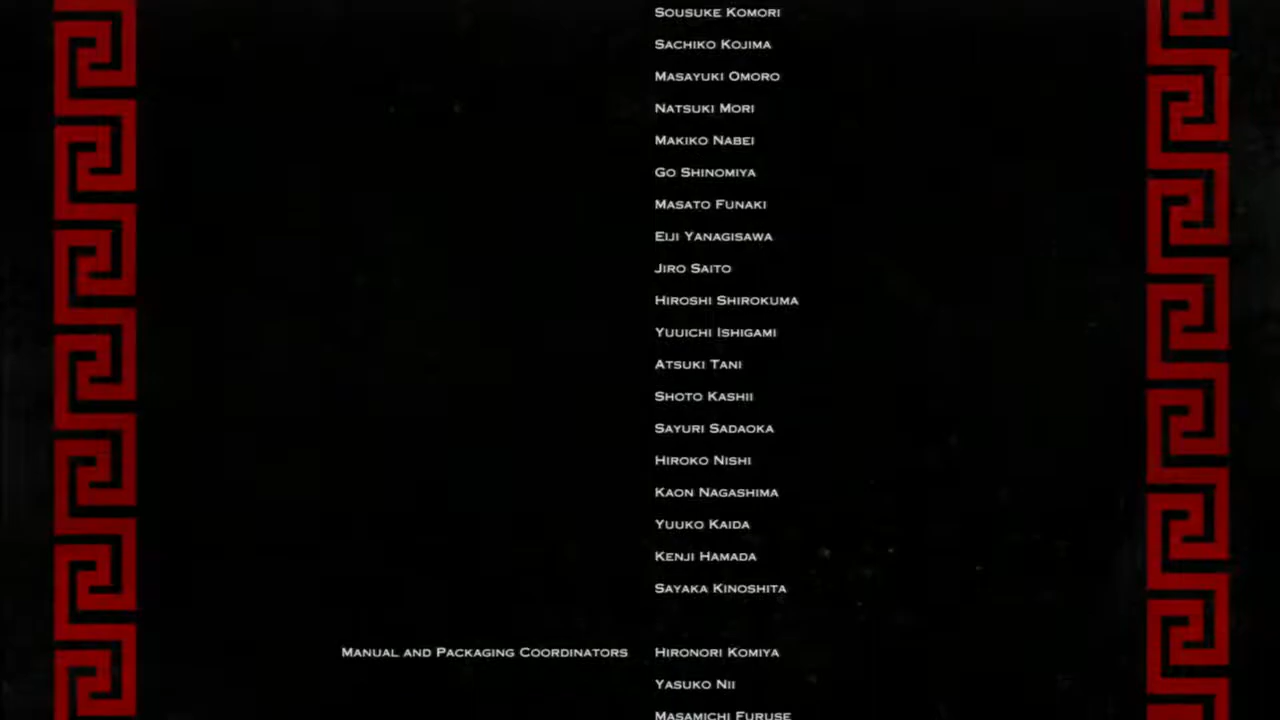 Sousuke Komori
Sachiko Kojima
Masayuki Omoro
Natsuki Mori
Makiko Nabei
Go Shinomiya
Masato Funaki
Eiji Yanagisawa
Jiro Saito
Hiroshi Shirokuma
Yuuichi Ishigami
Atsuki Tani
Shoto Kashii
Sayuri Sadaoka
Hiroko Nishi
Kaon Nagashima
Yuuko Kaida
Kenji Hamada
Sayaka Kinoshita
Manual and Packaging Coordinators Hironori Komiya
Yasuko Nii
Masamichi Furuse